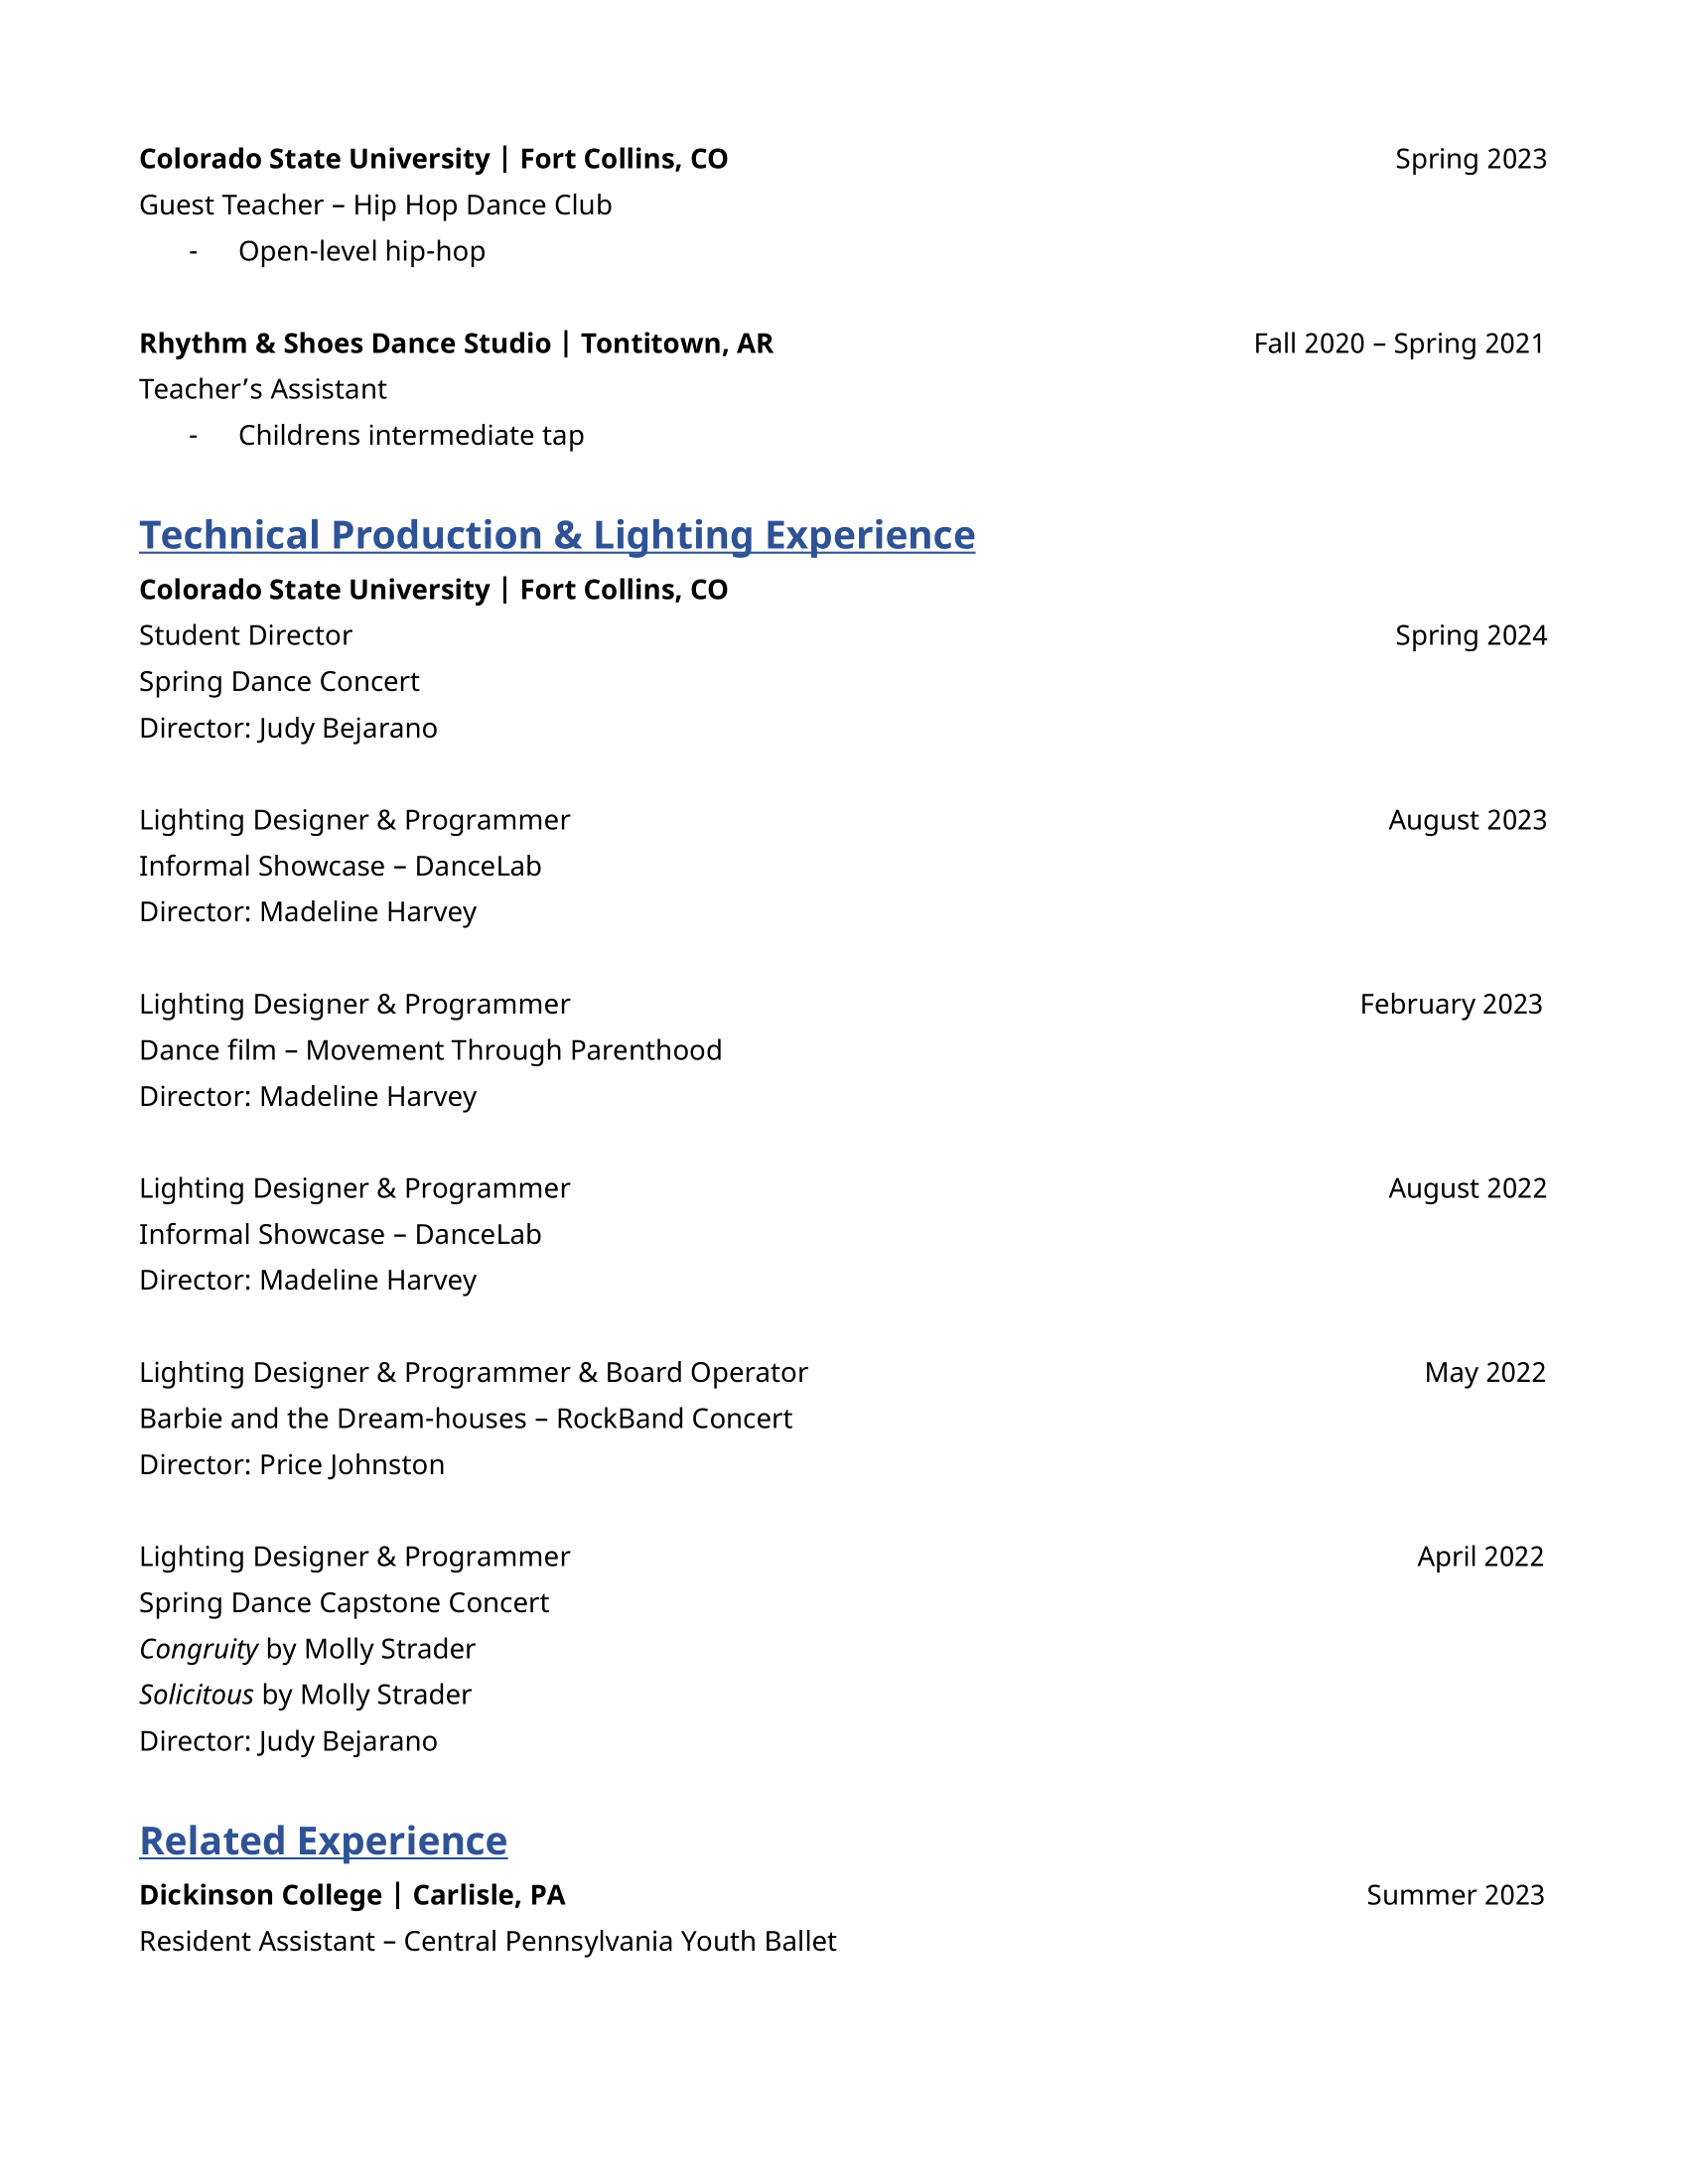 Colorado State University | Fort Collins, CO Spring 2023
Guest Teacher – Hip Hop Dance Club
- Open-level hip-hop
Rhythm & Shoes Dance Studio | Tontitown, AR Fall 2020 – Spring 2021
Teacher’s Assistant
- Childrens intermediate tap
Technical Production & Lighting Experience
Colorado State University | Fort Collins, CO
Student Director Spring 2024
Spring Dance Concert
Director: Judy Bejarano
Lighting Designer & Programmer August 2023
Informal Showcase – DanceLab
Director: Madeline Harvey
Lighting Designer & Programmer February 2023
Dance film – Movement Through Parenthood
Director: Madeline Harvey
Lighting Designer & Programmer August 2022
Informal Showcase – DanceLab
Director: Madeline Harvey
Lighting Designer & Programmer & Board Operator May 2022
Barbie and the Dream-houses – RockBand Concert
Director: Price Johnston
Lighting Designer & Programmer April 2022
Spring Dance Capstone Concert
Congruity by Molly Strader
Solicitous by Molly Strader
Director: Judy Bejarano
Related Experience
Dickinson College | Carlisle, PA Summer 2023
Resident Assistant – Central Pennsylvania Youth Ballet